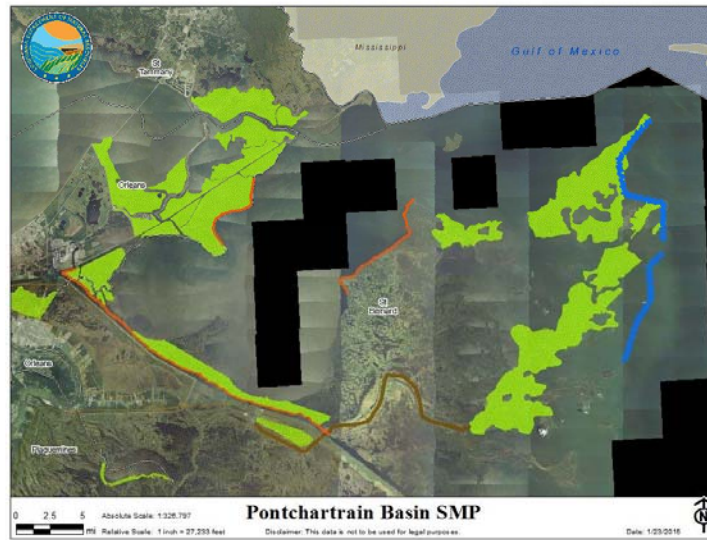 Mississippi
Gulf of Mexico
St
Tammany
Orleans
St
Bernard
Orleans
Plaquemines
Pontchartrain Basin SMP
0 2.5 5
mi
Absolute Scale: 1:326,797
Relative Scale: 1 inch = 27,233 feet
Disclaimer: This data is not to be used for legal purposes.
Date: 1/23/2016
N